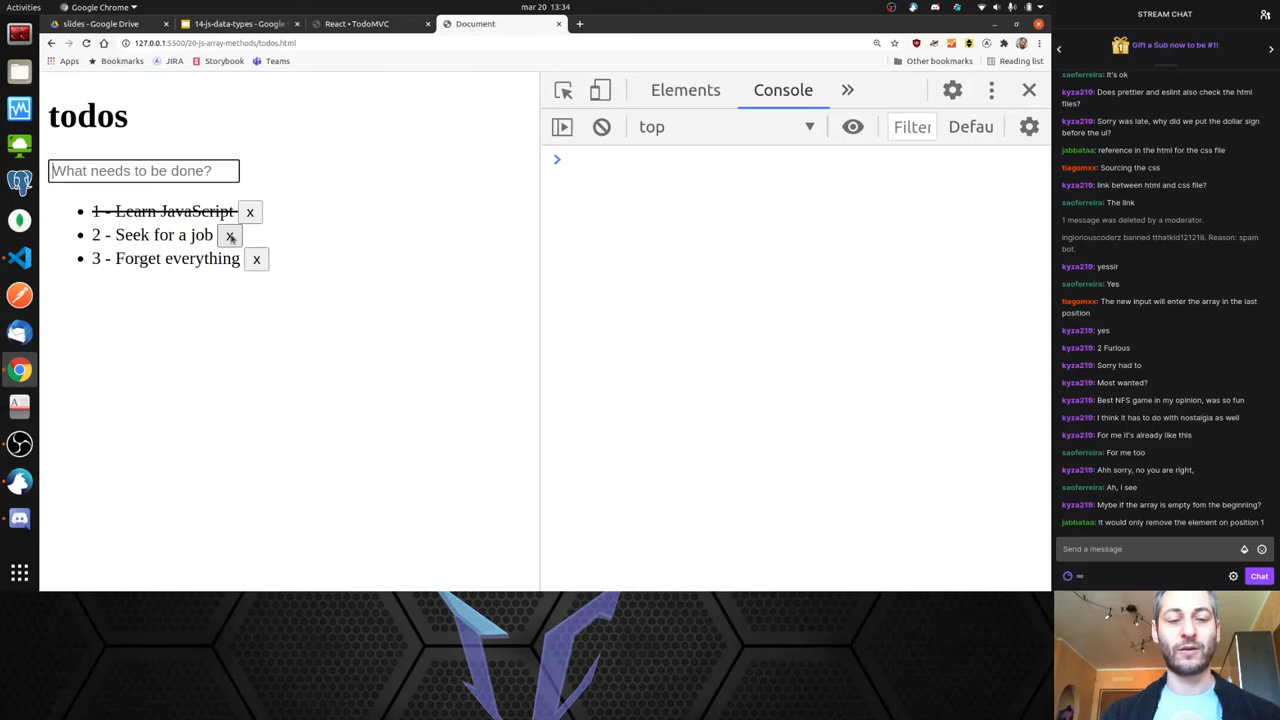 Activities
Google Chrome
mar 20 13:34
slides - Google Drive
14-js-data-types - Google S
React • TodoMVC
Document
127.0.0.1:5500/20-js-array-methods/todos.html
Apps
Bookmarks
JIRA
Storybook
Teams
Other bookmarks
Reading list
todos
What needs to be done?
1 - Learn JavaScript
x
2 - Seek for a job
x
3 - Forget everything
x
Elements
Console
top
Filter
Defau
STREAM CHAT
Gift a Sub now to be #1!
saoferreira: It's ok
kyza219: Does prettier and eslint also check the html
files?
kyza219: Sorry was late, why did we put the dollar sign
before the ul?
jabbataa: reference in the html for the css file
tiagomxx: Sourcing the css
kyza219: link between html and css file?
saoferreira: The link
1 message was deleted by a moderator.
ingloriouscoderz banned tthatkid121218. Reason: spam
bot.
kyza219: yessir
saoferreira: Yes
tiagomxx: The new input will enter the array in the last
position
kyza219: yes
kyza219: 2 Furious
kyza219: Sorry had to
kyza219: Most wanted?
kyza219: Best NFS game in my opinion, was so fun
kyza219: I think it has to do with nostalgia as well
kyza219: For me it's already like this
saoferreira: For me too
kyza219: Ahh sorry, no you are right,
saoferreira: Ah, i see
kyza219: Mybe if the array is empty fom the beginning?
jabbataa: It would only remove the element on position 1
Send a message
Chat